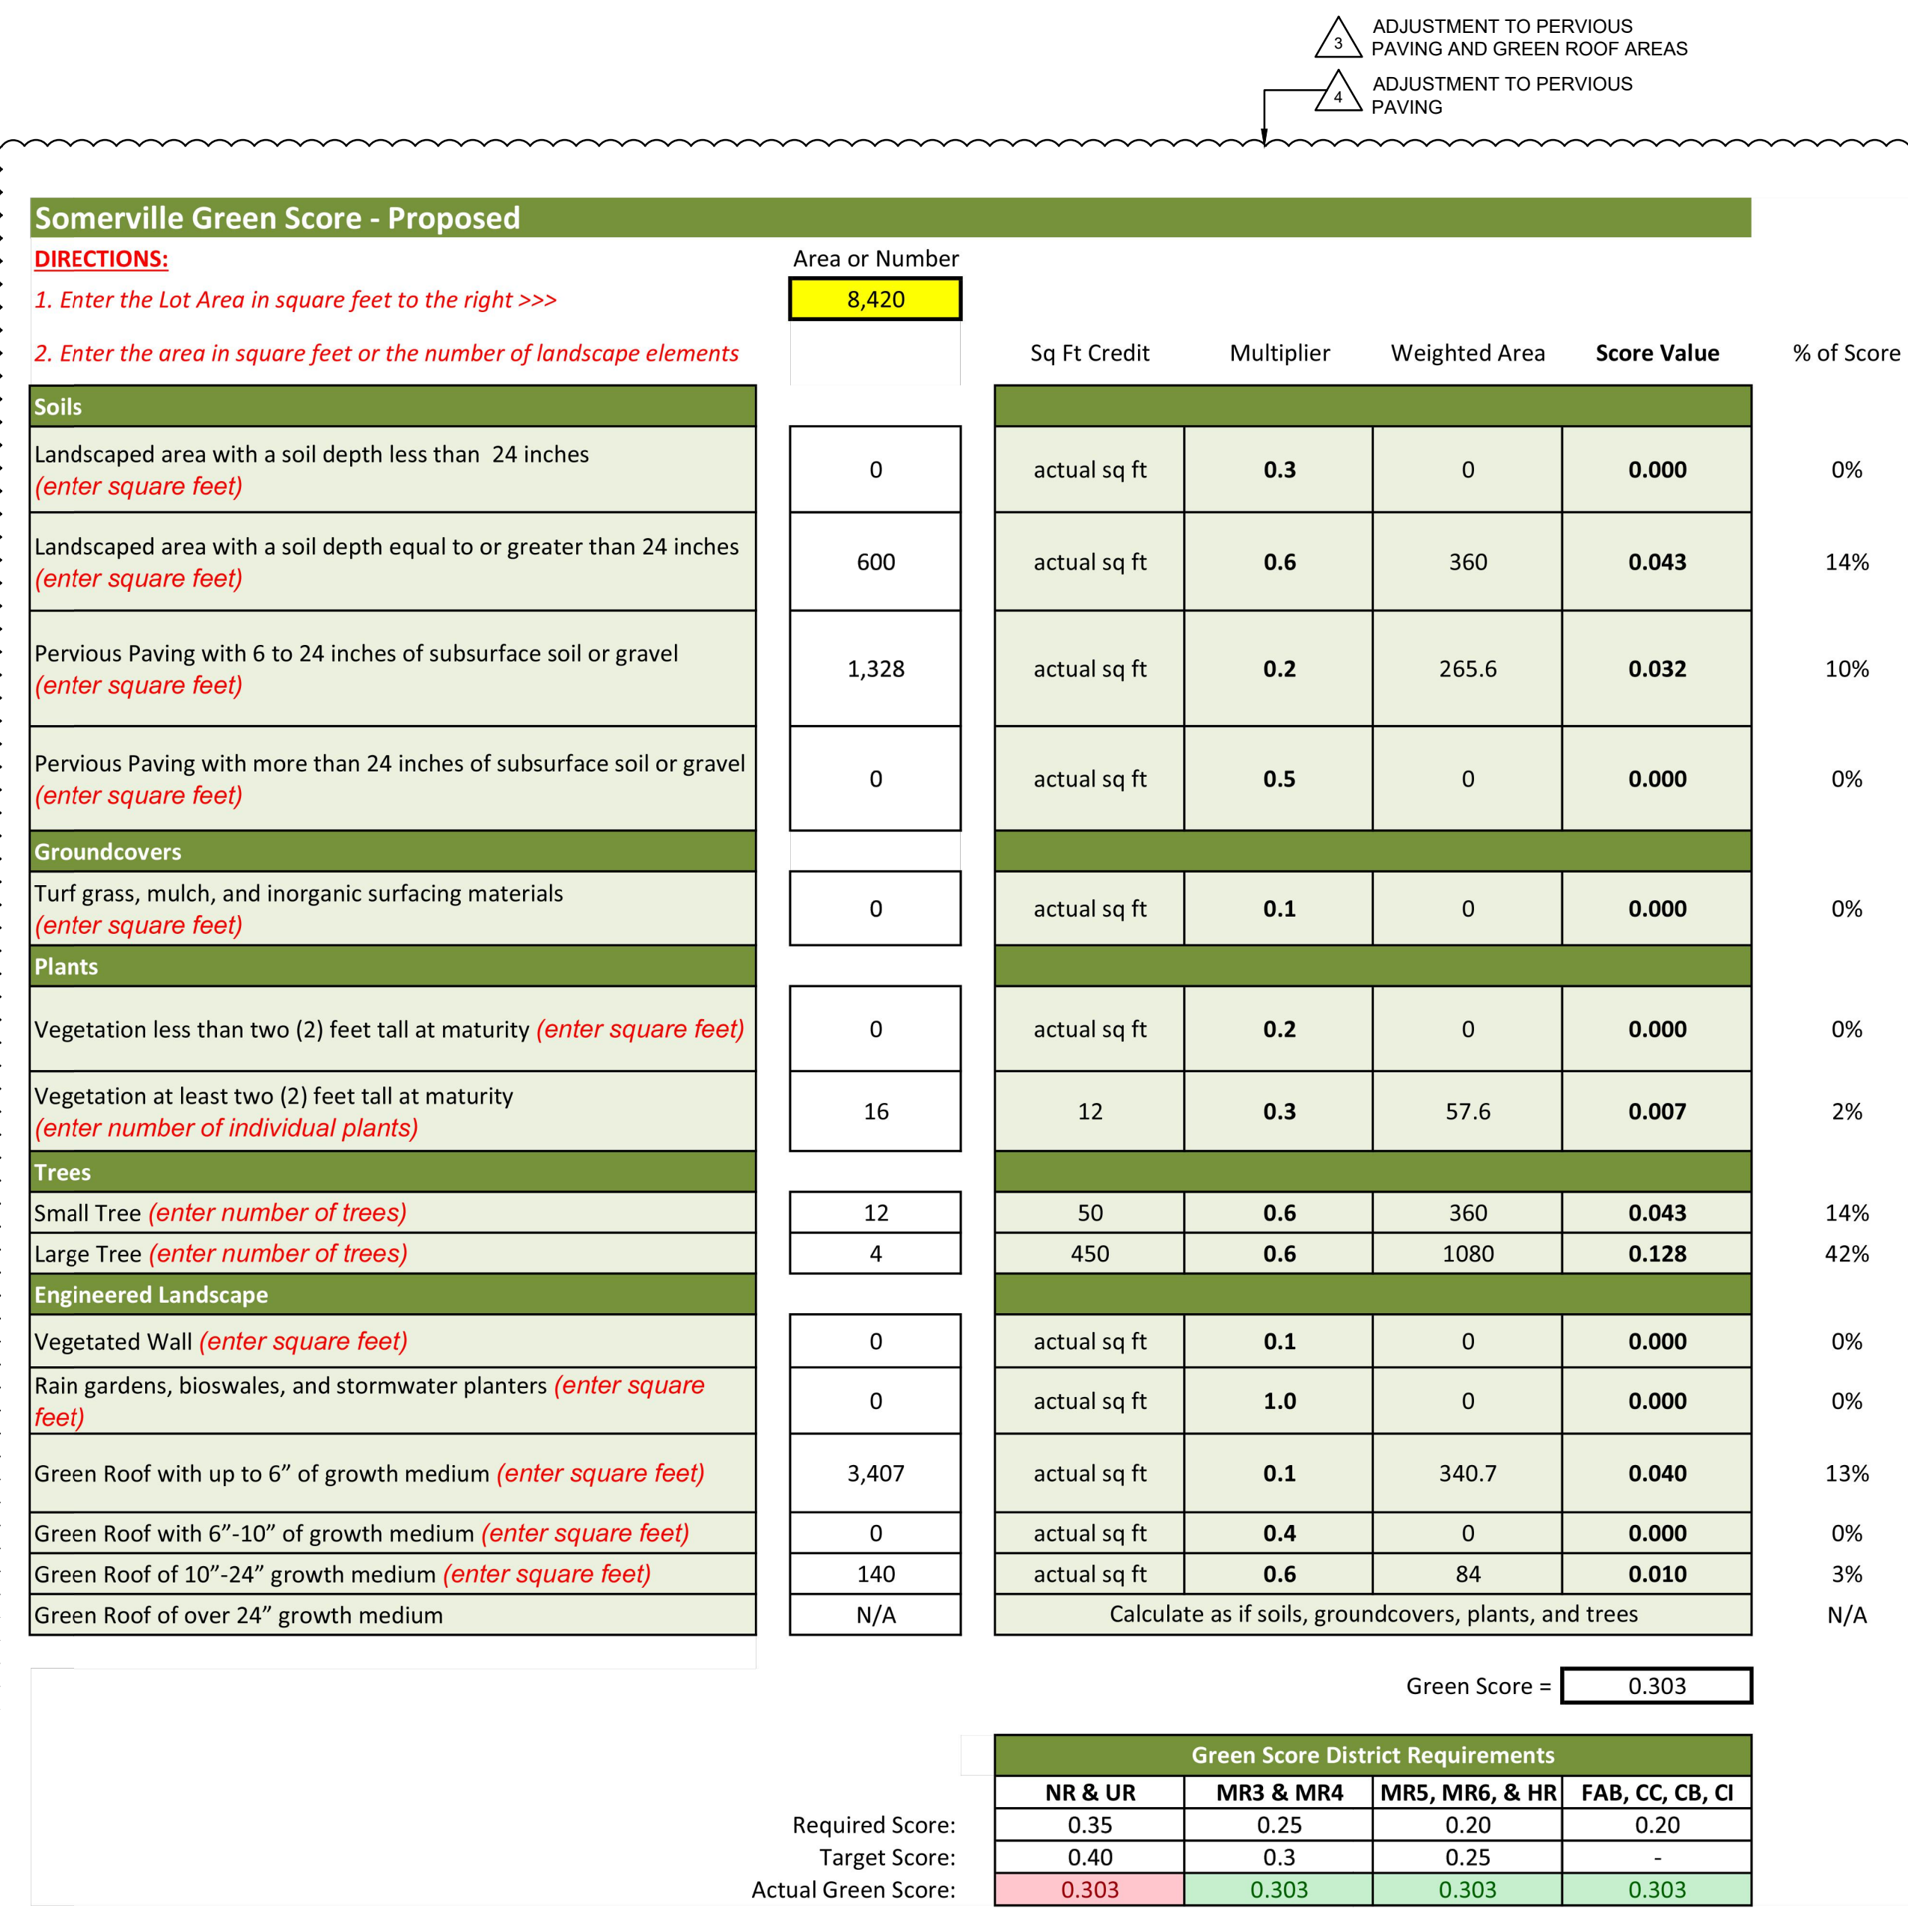 3 ADJUSTMENT TO PERVIOUS
PAVING AND GREEN ROOF AREAS
4 ADJUSTMENT TO PERVIOUS
PAVING
Somerville Green Score - Proposed
DIRECTIONS: Area or Number
1. Enter the Lot Area in square feet to the right >>> 8,420
2. Enter the area in square feet or the number of landscape elements Sq Ft Credit Multiplier Weighted Area Score Value % of Score
Soils
Landscaped area with a soil depth less than 24 inches
(enter square feet) 0 actual sq ft 0.3 0 0.000 0%
Landscaped area with a soil depth equal to or greater than 24 inches
(enter square feet) 600 actual sq ft 0.6 360 0.043 14%
Pervious Paving with 6 to 24 inches of subsurface soil or gravel
(enter square feet) 1,328 actual sq ft 0.2 265.6 0.032 10%
Pervious Paving with more than 24 inches of subsurface soil or gravel
(enter square feet) 0 actual sq ft 0.5 0 0.000 0%
Groundcovers
Turf grass, mulch, and inorganic surfacing materials
(enter square feet) 0 actual sq ft 0.1 0 0.000 0%
Plants
Vegetation less than two (2) feet tall at maturity (enter square feet) 0 actual sq ft 0.2 0 0.000 0%
Vegetation at least two (2) feet tall at maturity
(enter number of individual plants) 16 12 0.3 57.6 0.007 2%
Trees
Small Tree (enter number of trees) 12 50 0.6 360 0.043 14%
Large Tree (enter number of trees) 4 450 0.6 1080 0.128 42%
Engineered Landscape
Vegetated Wall (enter square feet) 0 actual sq ft 0.1 0 0.000 0%
Rain gardens, bioswales, and stormwater planters (enter square
feet) 0 actual sq ft 1.0 0 0.000 0%
Green Roof with up to 6” of growth medium (enter square feet) 3,407 actual sq ft 0.1 340.7 0.040 13%
Green Roof with 6”-10” of growth medium (enter square feet) 0 actual sq ft 0.4 0 0.000 0%
Green Roof of 10”-24” growth medium (enter square feet) 140 actual sq ft 0.6 84 0.010 3%
Green Roof of over 24” growth medium N/A Calculate as if soils, groundcovers, plants, and trees N/A
Green Score = 0.303
Green Score District Requirements
NR & UR MR3 & MR4 MR5, MR6, & HR FAB, CC, CB, CI
Required Score: 0.35 0.25 0.20 0.20
Target Score: 0.40 0.3 0.25 -
Actual Green Score: 0.303 0.303 0.303 0.303